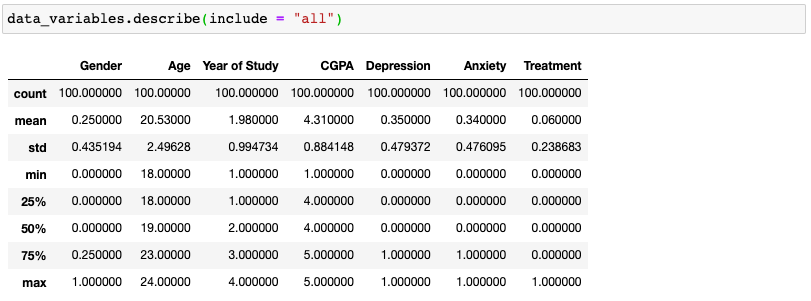 data_variables.describe(include = "all")
Gender Age Year of Study CGPA Depression Anxiety Treatment
count 100.000000 100.00000 100.000000 100.000000 100.000000 100.000000 100.000000
mean 0.250000 20.53000 1.980000 4.310000 0.350000 0.340000 0.060000
std 0.435194 2.49628 0.994734 0.884148 0.479372 0.476095 0.238683
min 0.000000 18.00000 1.000000 1.000000 0.000000 0.000000 0.000000
25% 0.000000 18.00000 1.000000 4.000000 0.000000 0.000000 0.000000
50% 0.000000 19.00000 2.000000 4.000000 0.000000 0.000000 0.000000
75% 0.250000 23.00000 3.000000 5.000000 1.000000 1.000000 0.000000
max 1.000000 24.00000 4.000000 5.000000 1.000000 1.000000 1.000000